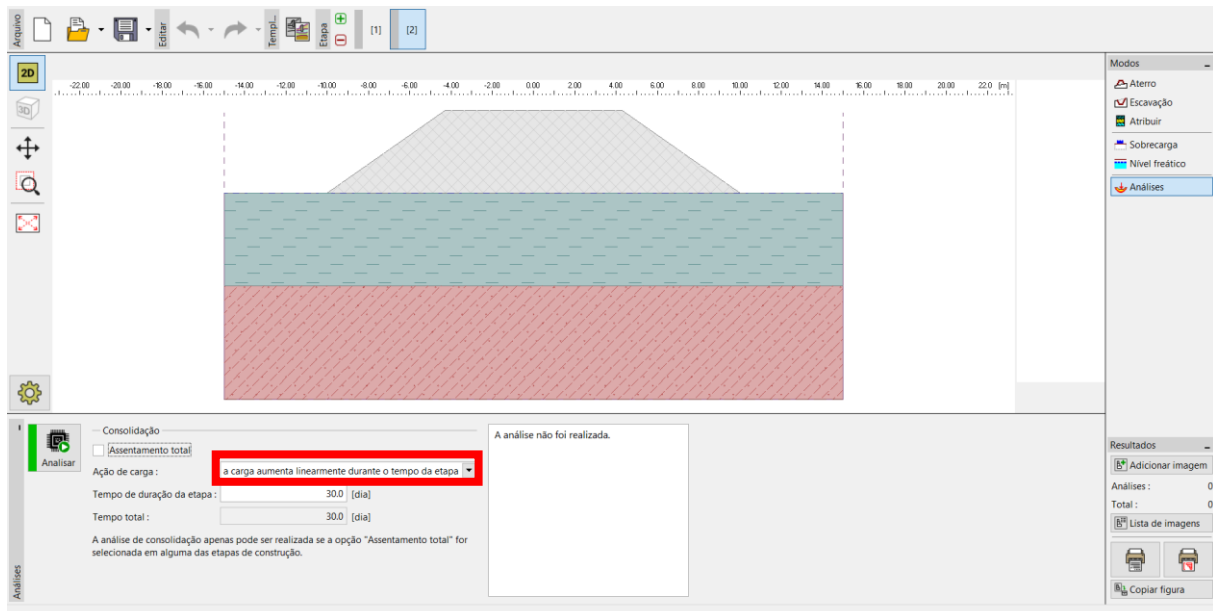 Arquivo
Editar
Templ...
Etapa
[1]
[2]
2D
3D
-22.00 -20.00 -18.00 -16.00 -14.00 -12.00 -10.00 -8.00 -6.00 -4.00 -2.00 0.00 2.00 4.00 6.00 8.00 10.00 12.00 14.00 16.00 18.00 20.00 22.0 [m]
Modos
Aterro
Escavação
Atribuir
Sobrecarga
Nível freático
Análises
Analisar
Consolidação
Assentamento total
Ação de carga :
a carga aumenta linearmente durante o tempo da etapa
Tempo de duração da etapa : 30.0 [dia]
Tempo total : 30.0 [dia]
A análise de consolidação apenas pode ser realizada se a opção "Assentamento total" for
selecionada em alguma das etapas de construção.
A análise não foi realizada.
Análises
Resultados
Adicionar imagem
Análises : 0
Total : 0
Lista de imagens
Copiar figura